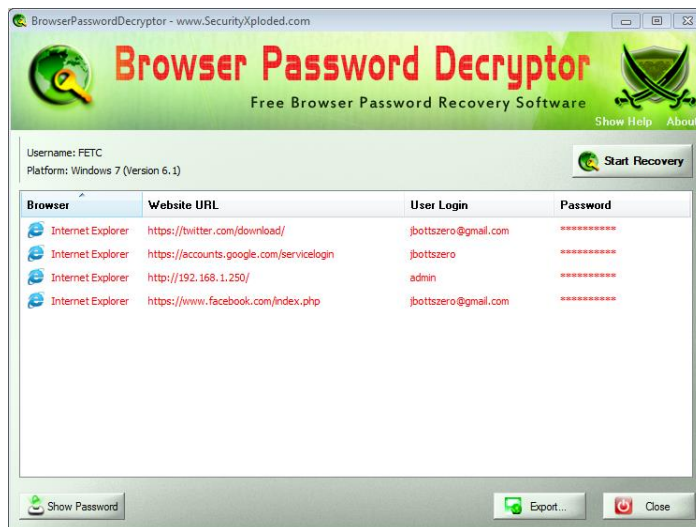 BrowserPasswordDecryptor - www.SecurityXploded.com
Browser Password Decryptor
Free Browser Password Recovery Software
Show Help About
Username: FETC
Platform: Windows 7 (Version 6.1)
Start Recovery
Browser Website URL User Login Password
Internet Explorer https://twitter.com/download/ jbottszero@gmail.com **********
Internet Explorer https://accounts.google.com/servicelogin jbottszero **********
Internet Explorer http://192.168.1.250/ admin **********
Internet Explorer https://www.facebook.com/index.php jbottszero@gmail.com **********
Show Password Export... Close